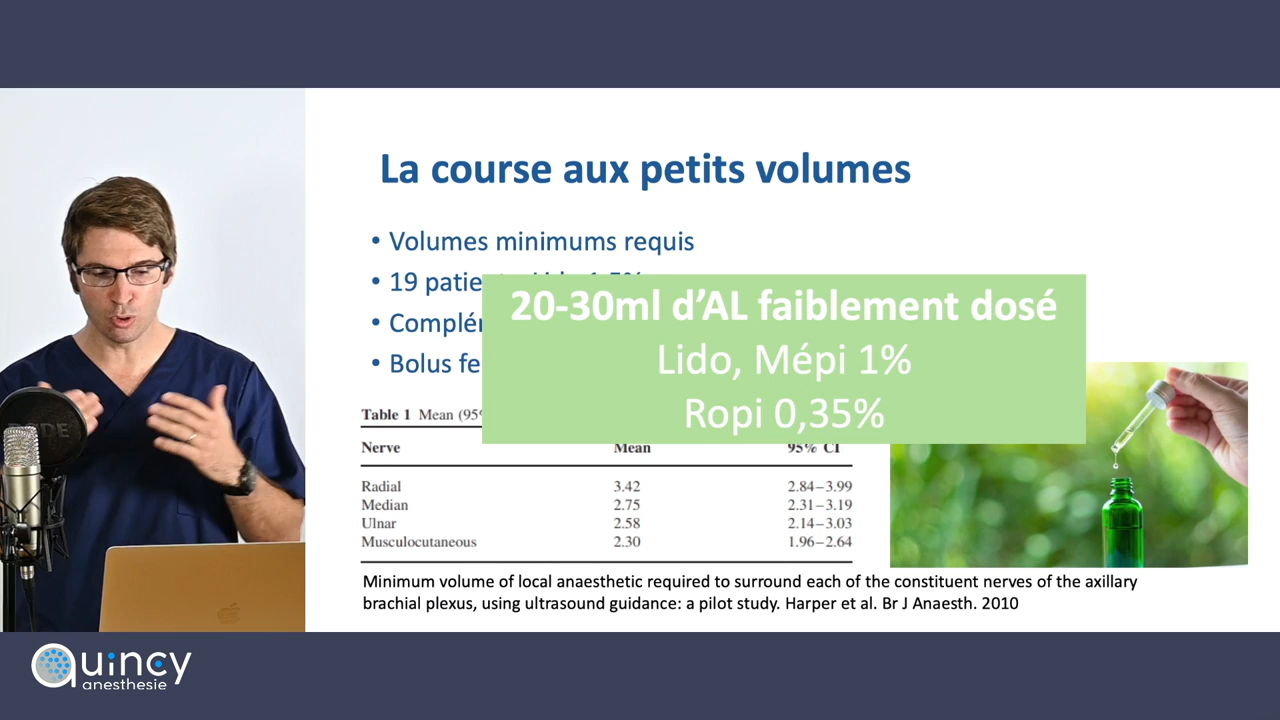 La course aux petits volumes
• Volumes minimums requis
• 19
• Bolus
20-30ml d’AL faiblement dosé
Lido, Mépi 1%
Ropi 0,35%
Table 1 Mean
Nerve Mean 95% CI
Radial 3.42 2.84–3.99
Median 2.75 2.31–3.19
Ulnar 2.58 2.14–3.03
Musculocutaneous 2.30 1.96–2.64
Minimum volume of local anaesthetic required to surround each of the constituent nerves of the axillary
brachial plexus, using ultrasound guidance: a pilot study. Harper et al. Br J Anaesth. 2010
RODE
Quincy
anesthesie